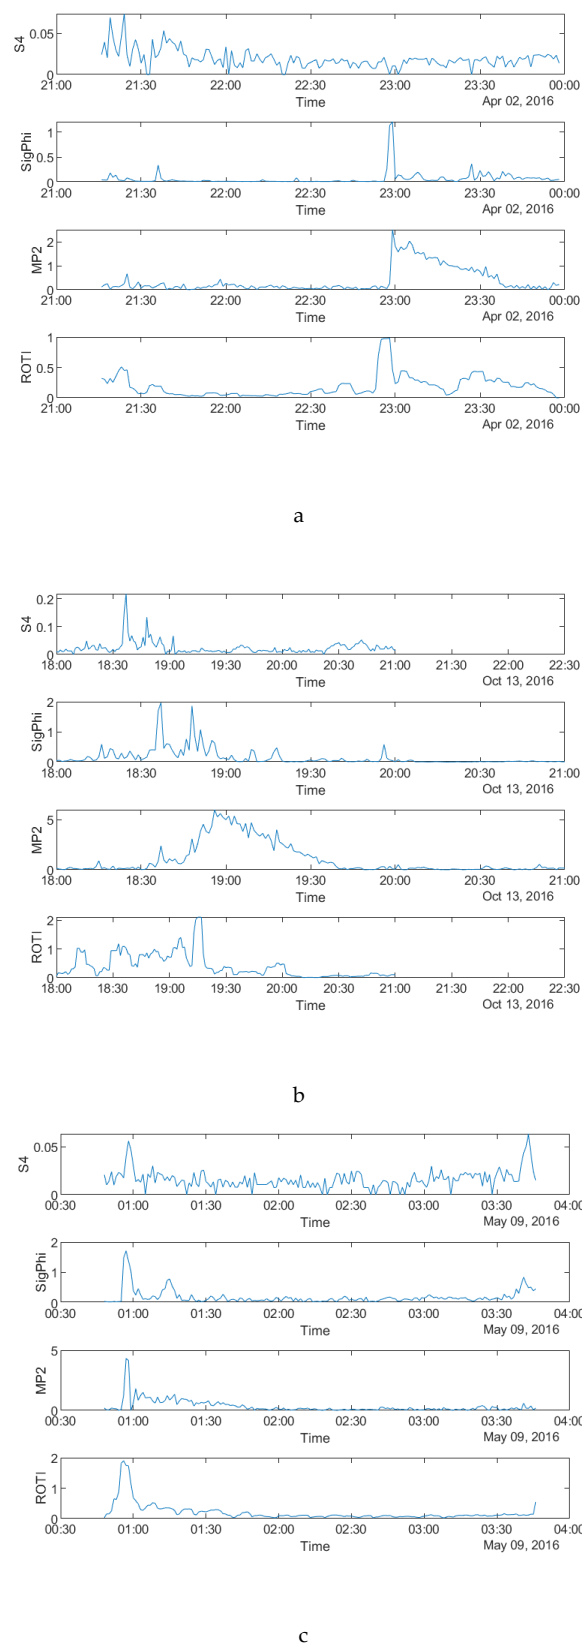 S4
0.05
0
21:00 21:30 22:00 22:30 23:00 23:30 00:00
Time
Apr 02, 2016
SigPhi
1
0.5
0
21:00 21:30 22:00 22:30 23:00 23:30 00:00
Time
Apr 02, 2016
MP2
2
1
0
21:00 21:30 22:00 22:30 23:00 23:30 00:00
Time
Apr 02, 2016
ROTI
1
0.5
0
21:00 21:30 22:00 22:30 23:00 23:30 00:00
Time
Apr 02, 2016
a
S4
0.2
0.1
0
18:00 18:30 19:00 19:30 20:00 20:30 21:00 21:30 22:00 22:30
Time
Oct 13, 2016
SigPhi
2
1
0
18:00 18:30 19:00 19:30 20:00 20:30 21:00
Time
Oct 13, 2016
MP2
5
0
18:00 18:30 19:00 19:30 20:00 20:30 21:00
Time
Oct 13, 2016
ROTI
2
1
0
18:00 18:30 19:00 19:30 20:00 20:30 21:00 21:30 22:00 22:30
Time
Oct 13, 2016
b
S4
0.05
0
00:30 01:00 01:30 02:00 02:30 03:00 03:30 04:00
Time
May 09, 2016
SigPhi
2
1
0
00:30 01:00 01:30 02:00 02:30 03:00 03:30 04:00
Time
May 09, 2016
MP2
5
0
00:30 01:00 01:30 02:00 02:30 03:00 03:30 04:00
Time
May 09, 2016
ROTI
2
1
0
00:30 01:00 01:30 02:00 02:30 03:00 03:30 04:00
Time
May 09, 2016
c